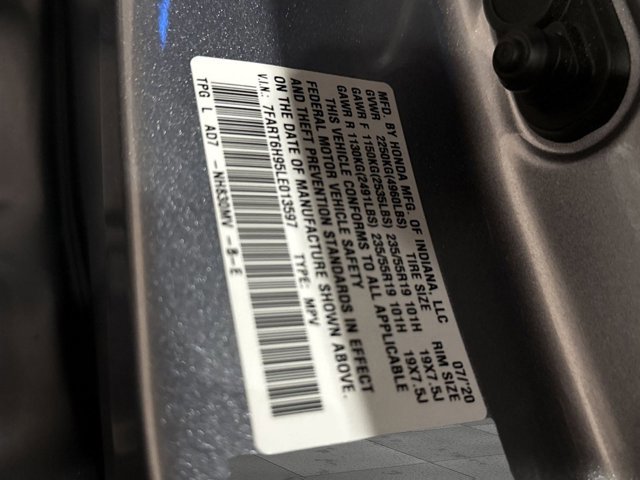 MFD. BY HONDA MFG. OF INDIANA, LLC 07/'20
GVWR 2250KG(4960LBS) TIRE SIZE RIM SIZE
GAWR F 1150KG(2535LBS) 235/55R19 101H 19X7.5J
GAWR R 1130KG(2491LBS) 235/55R19 101H 19X7.5J
THIS VEHICLE CONFORMS TO ALL APPLICABLE
FEDERAL MOTOR VEHICLE SAFETY
AND THEFT PREVENTION STANDARDS IN EFFECT
ON THE DATE OF MANUFACTURE SHOWN ABOVE.
V.I.N.: 7FART6H95LE013597 TYPE: MPV
TPG L AD7 -NH830MV -B-E